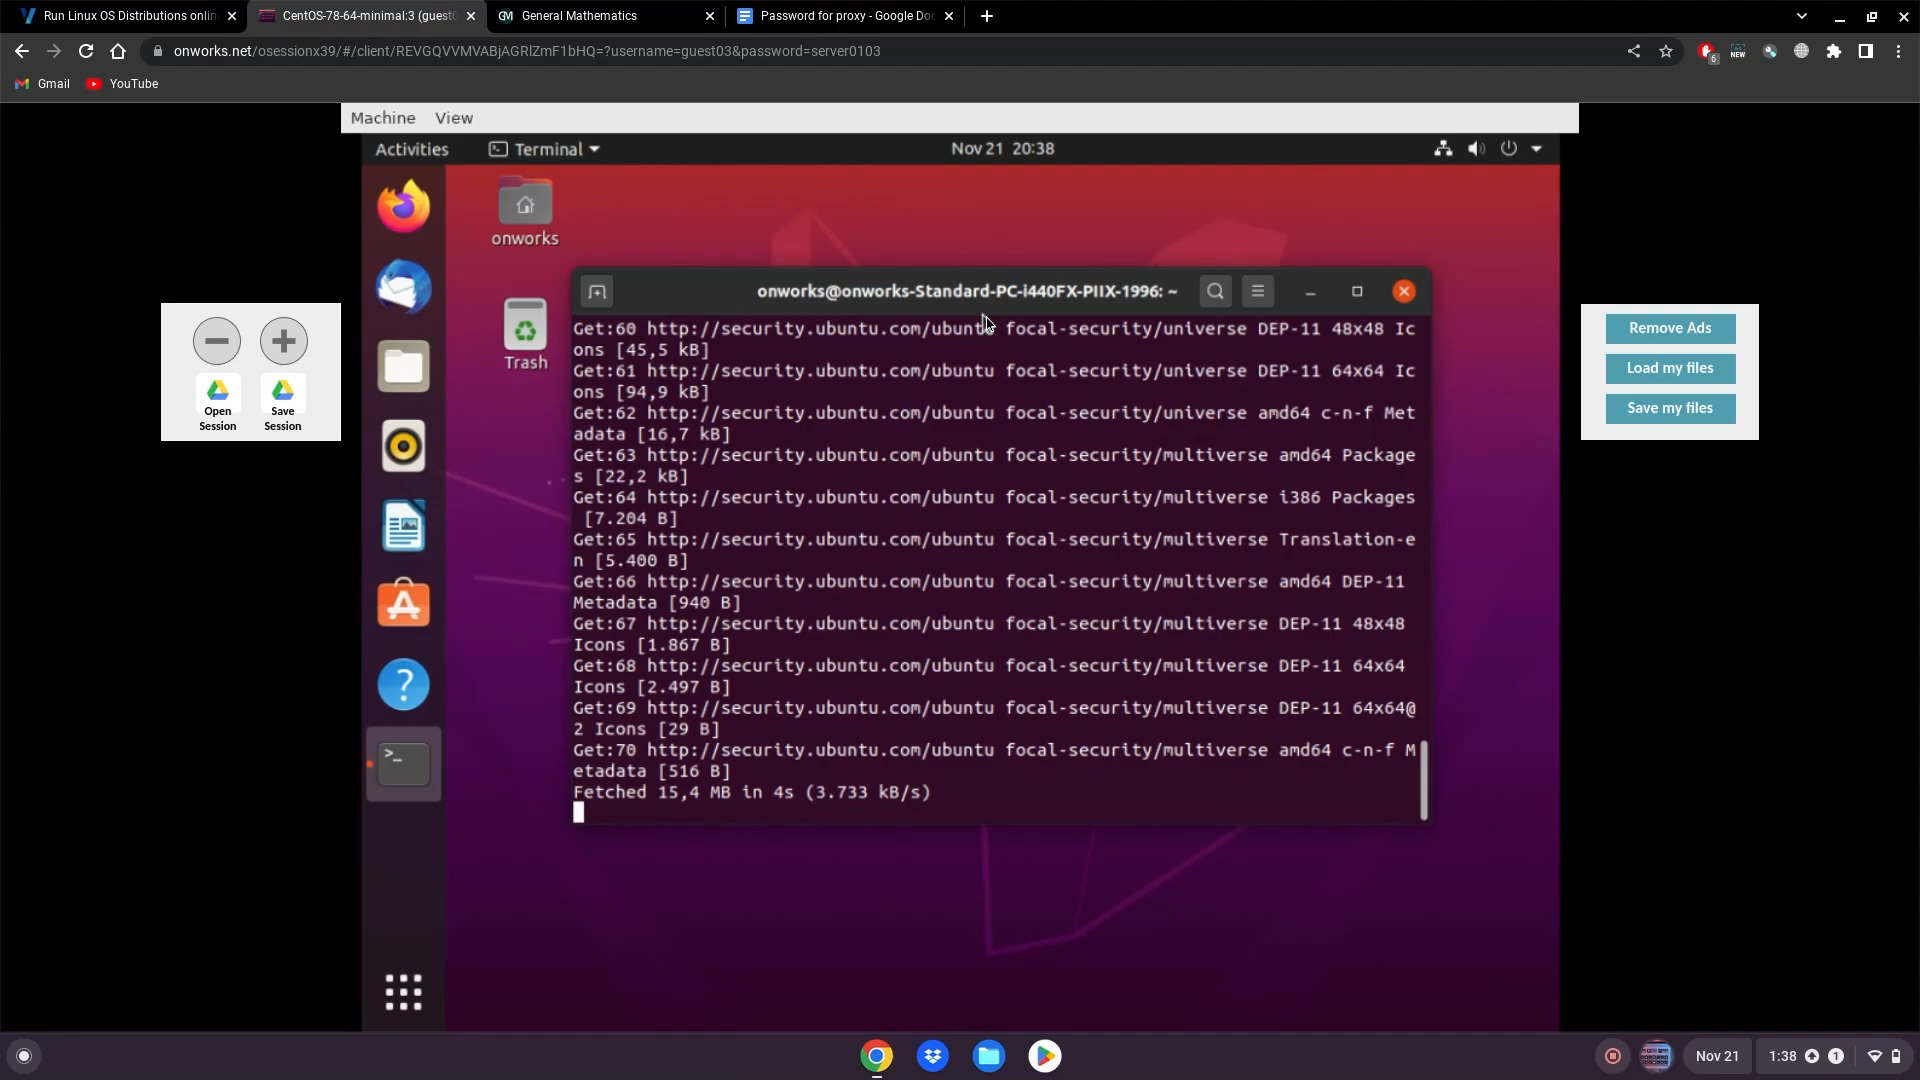 Run Linux OS Distributions onlin
CentOS-78-64-minimal:3 (guest0
General Mathematics
Password for proxy - Google Doc
onworks.net/osessionx39/#/client/REVGQVVMVABjAGRlZmF1bHQ=?username=guest03&password=server0103
6
NEW
Gmail
YouTube
Machine View
Activities
Terminal
Nov 21 20:38
onworks
Trash
onworks@onworks-Standard-PC-i440FX-PIIX-1996: ~
Get:60 http://security.ubuntu.com/ubuntu focal-security/universe DEP-11 48x48 Ic
ons [45,5 kB]
Get:61 http://security.ubuntu.com/ubuntu focal-security/universe DEP-11 64x64 Ic
ons [94,9 kB]
Get:62 http://security.ubuntu.com/ubuntu focal-security/universe amd64 c-n-f Met
adata [16,7 kB]
Get:63 http://security.ubuntu.com/ubuntu focal-security/multiverse amd64 Package
s [22,2 kB]
Get:64 http://security.ubuntu.com/ubuntu focal-security/multiverse i386 Packages
[7.204 B]
Get:65 http://security.ubuntu.com/ubuntu focal-security/multiverse Translation-e
n [5.400 B]
Get:66 http://security.ubuntu.com/ubuntu focal-security/multiverse amd64 DEP-11
Metadata [940 B]
Get:67 http://security.ubuntu.com/ubuntu focal-security/multiverse DEP-11 48x48
Icons [1.867 B]
Get:68 http://security.ubuntu.com/ubuntu focal-security/multiverse DEP-11 64x64
Icons [2.497 B]
Get:69 http://security.ubuntu.com/ubuntu focal-security/multiverse DEP-11 64x64@
2 Icons [29 B]
Get:70 http://security.ubuntu.com/ubuntu focal-security/multiverse amd64 c-n-f M
etadata [516 B]
Fetched 15,4 MB in 4s (3.733 kB/s)
Open
Session
Save
Session
Remove Ads
Load my files
Save my files
Nov 21
1:38
1